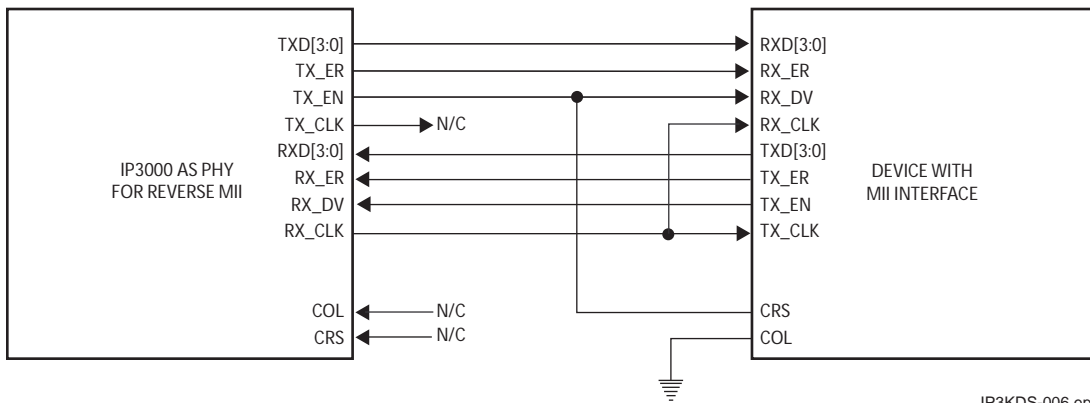 TXD[3:0]
TX_ER
TX_EN
TX_CLK
N/C
RXD[3:0]
RX_ER
RX_DV
RX_CLK
COL
N/C
CRS
N/C
IP3000 AS PHY
FOR REVERSE MII
RXD[3:0]
RX_ER
RX_DV
RX_CLK
TXD[3:0]
TX_ER
TX_EN
TX_CLK
CRS
COL
DEVICE WITH
MII INTERFACE